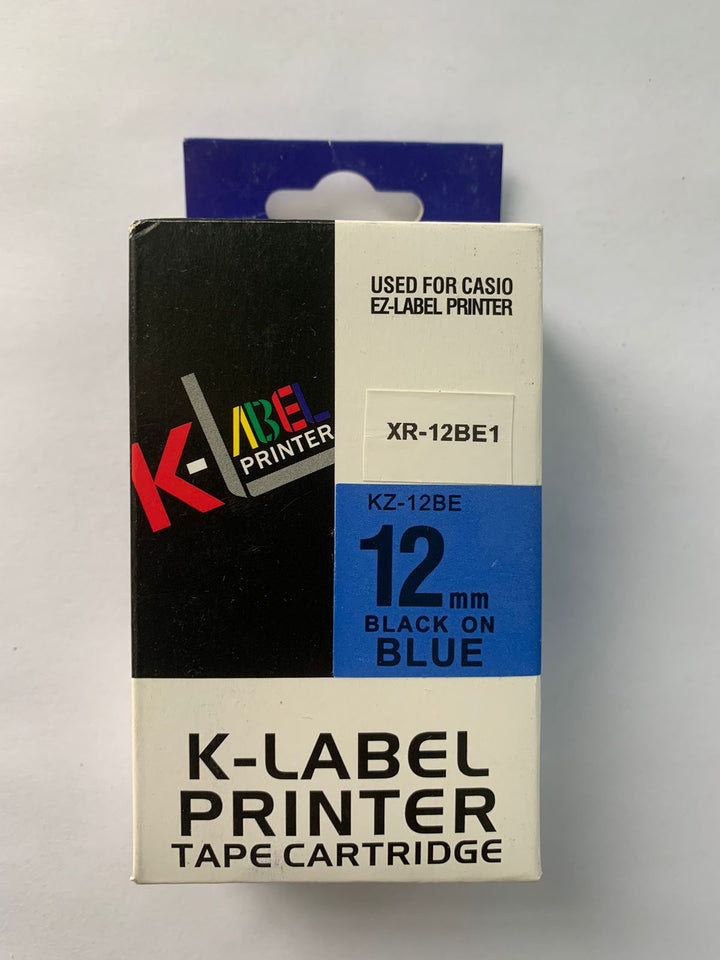 USED FOR CASIO
EZ-LABEL PRINTER
K-LABEL
PRINTER
XR-12BE1
KZ-12BE
12mm
BLACK ON
BLUE
K-LABEL
PRINTER
TAPE CARTRIDGE